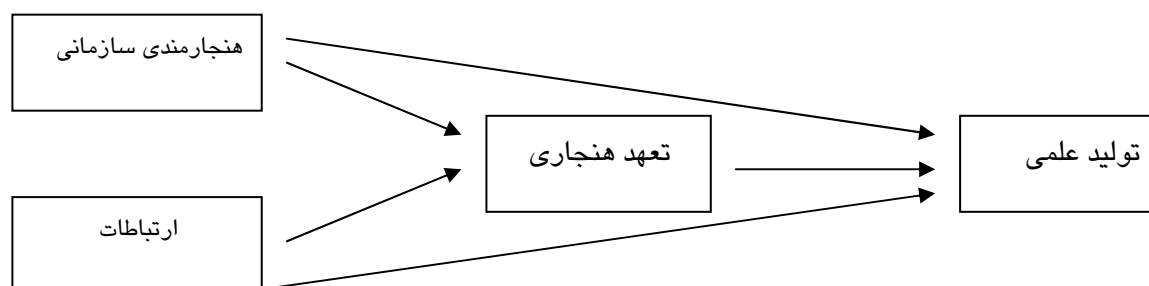 هنجارمندی سازمانی
تعهد هنجاری
تولید علمی
ارتباطات